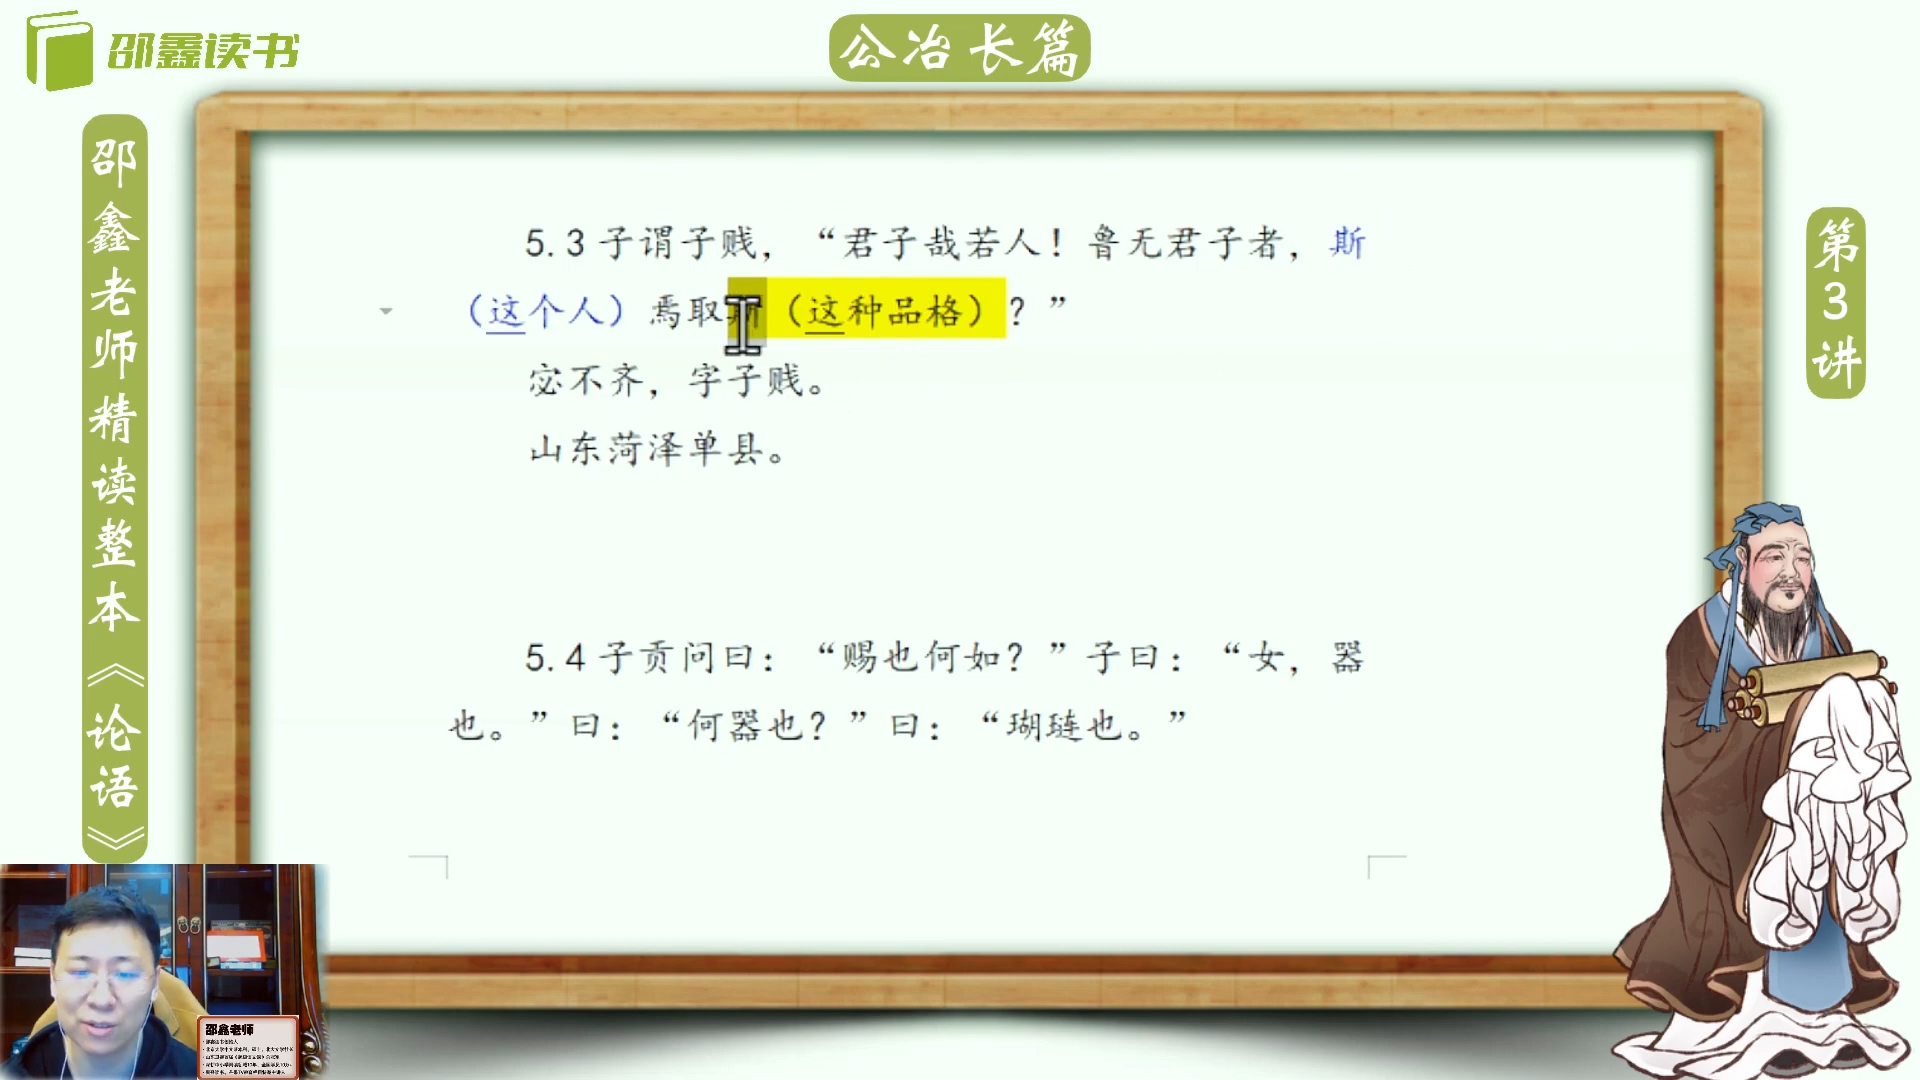 邵鑫读书
公冶长篇
邵鑫老师精读整本《论语》
第3讲
5.3 子谓子贱，“君子哉若人！鲁无君子者，斯
（这个人）焉取斯（这种品格）？”
宓不齐，字子贱。
山东菏泽单县。
5.4 子贡问曰：“赐也何如？”子曰：“女，器
也。”曰：“何器也？”曰：“瑚琏也。”
邵鑫老师